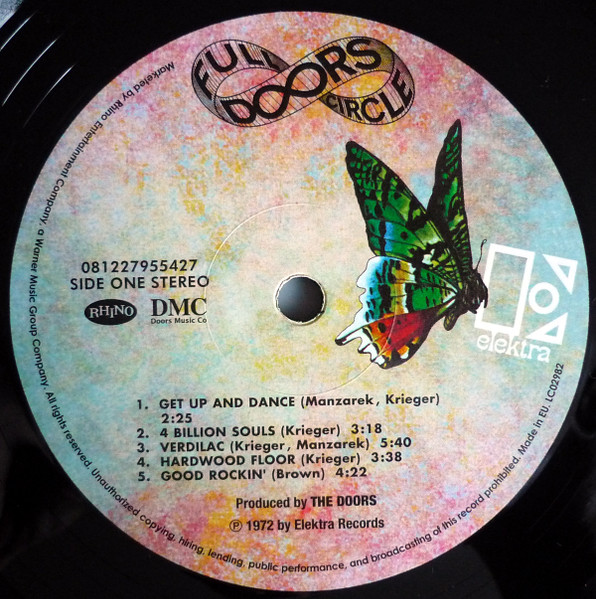 FULL
DOORS
CIRCLE
081227955427
SIDE ONE STEREO
RHINO
DMC
Doors Music Co
elektra
1. GET UP AND DANCE (Manzarek, Krieger)
2:25
2. 4 BILLION SOULS (Krieger) 3:18
3. VERDILAC (Krieger, Manzarek) 5:40
4. HARDWOOD FLOOR (Krieger) 3:38
5. GOOD ROCKIN' (Brown) 4:22
Produced by THE DOORS
℗ 1972 by Elektra Records
Marketed by Rhino Entertainment Company, a Warner Music Group Company. All rights reserved. Unauthorized copying, hiring, lending, public performance, and broadcasting of this record prohibited. Made in EU. LC02982